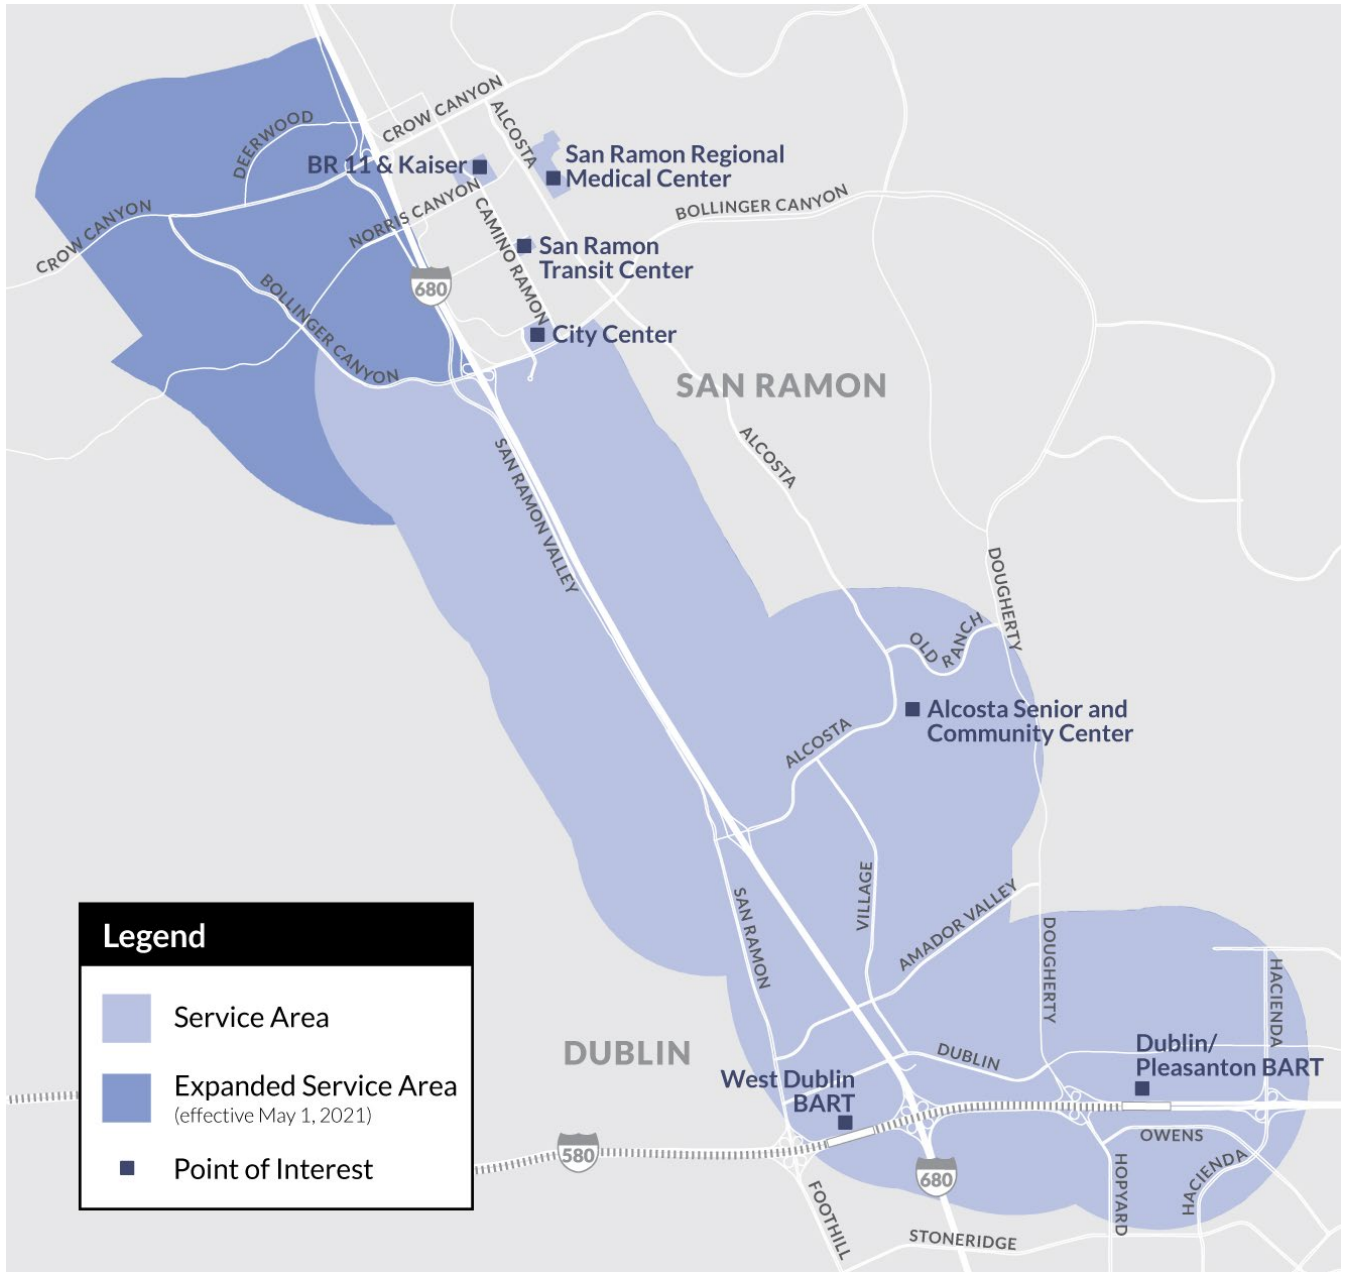 CROW CANYON
ALCOSTA
DEERWOOD
BR 11 & Kaiser
San Ramon Regional
Medical Center
NORRIS CANYON
CAMINO RAMON
BOLLINGER CANYON
CROW CANYON
San Ramon
Transit Center
680
BOLLINGER CANYON
City Center
SAN RAMON
ALCOSTA
SAN RAMON VALLEY
DOUGHERTY
OLD
RANCH
Alcosta Senior and
Community Center
ALCOSTA
VILLAGE
SAN RAMON
AMADOR VALLEY
DOUGHERTY
HACIENDA
DUBLIN
DUBLIN
Dublin/
Pleasanton BART
West Dublin
BART
OWENS
580
680
HOPYARD
HACIENDA
FOOTHILL
STONERIDGE
Legend
Service Area
Expanded Service Area
(effective May 1, 2021)
Point of Interest